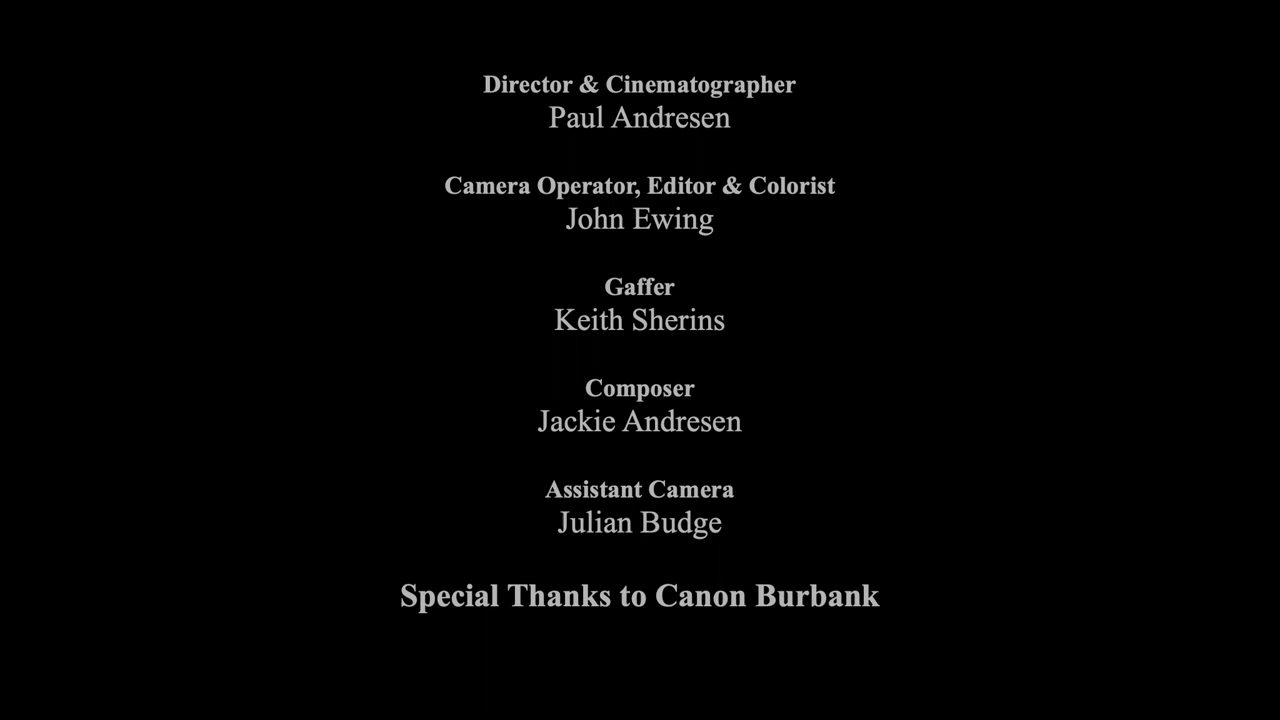 Director & Cinematographer
Paul Andresen
Camera Operator, Editor & Colorist
John Ewing
Gaffer
Keith Sherins
Composer
Jackie Andresen
Assistant Camera
Julian Budge
Special Thanks to Canon Burbank